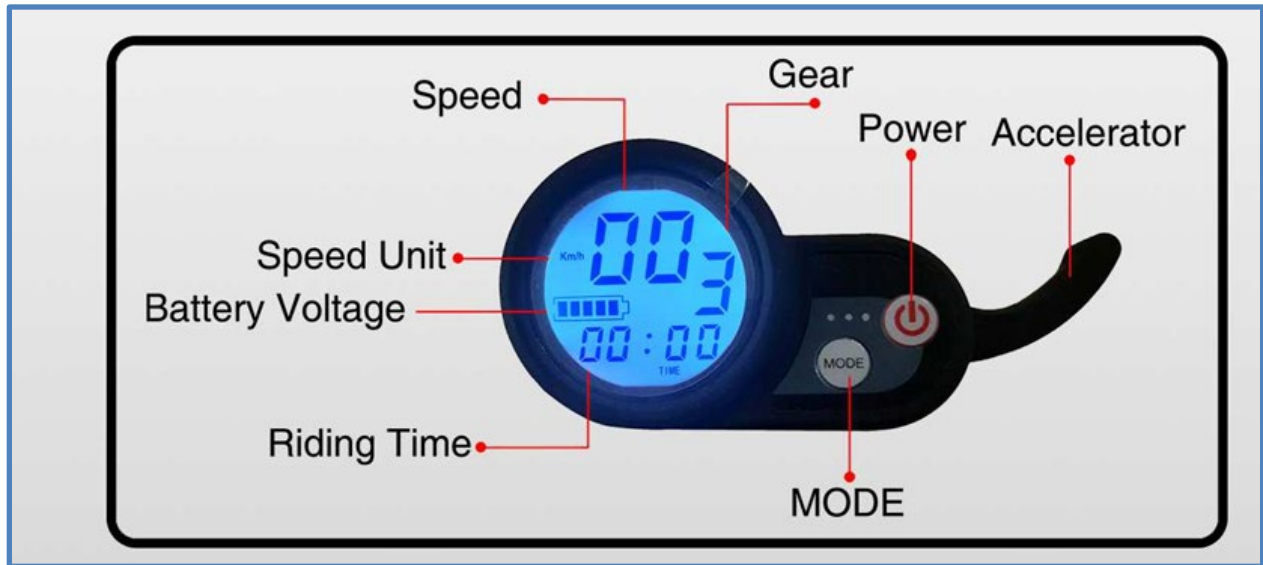 Speed
Gear
Power
Accelerator
Speed Unit
Km/h
00
3
Battery Voltage
00:00
TIME
MODE
Riding Time
MODE